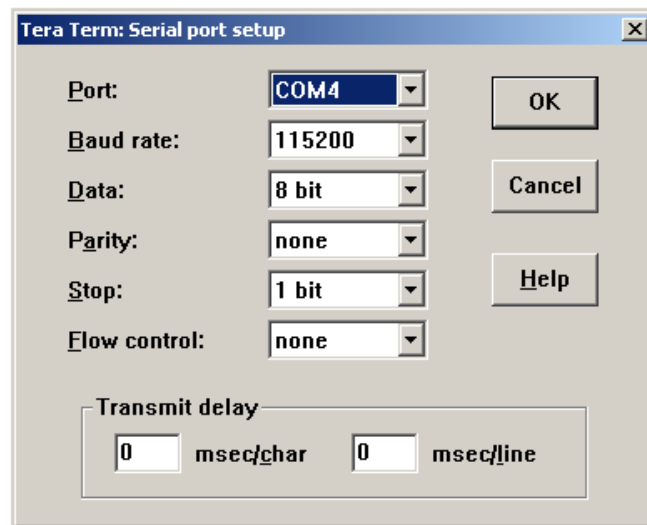 Tera Term: Serial port setup
Port: COM4
OK
Baud rate: 115200
Data: 8 bit
Cancel
Parity: none
Stop: 1 bit
Help
Flow control: none
Transmit delay
0 msec/char 0 msec/line